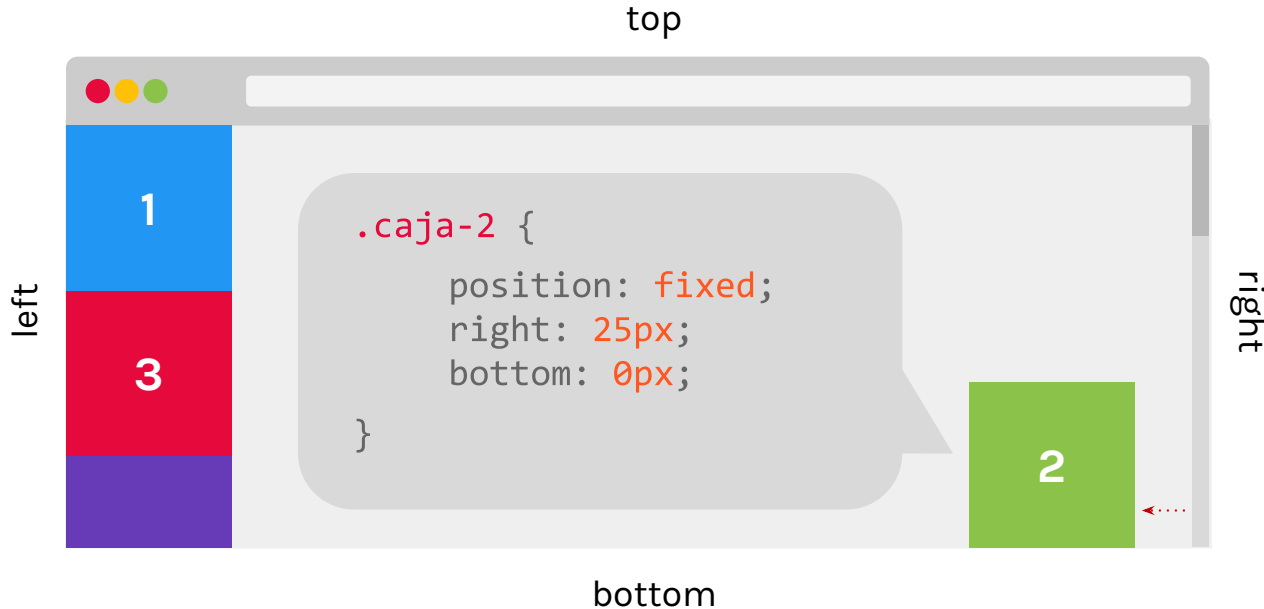 top
left
1
3
.caja-2 {
position: fixed;
right: 25px;
bottom: 0px;
}
2
right
bottom